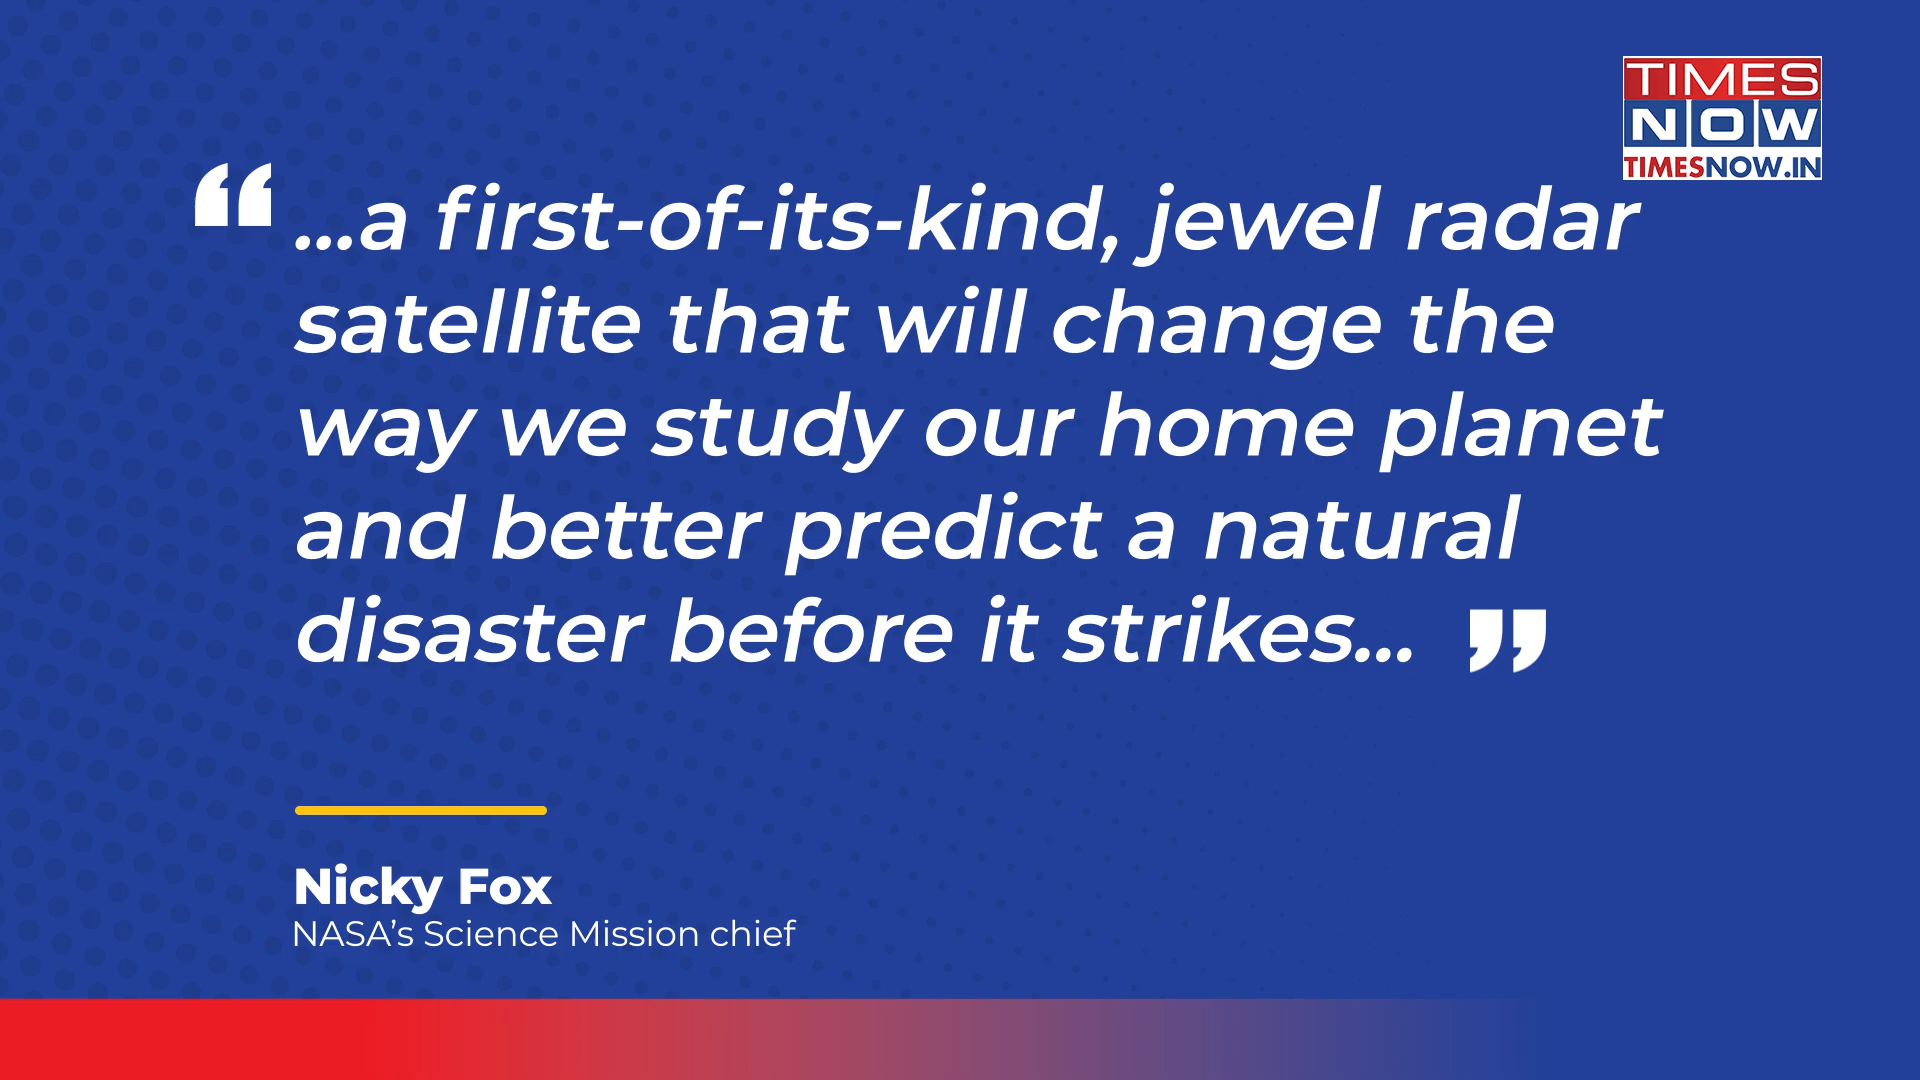 TIMES
NOW
TIMESNOW.IN
“ ...a first-of-its-kind, jewel radar
satellite that will change the
way we study our home planet
and better predict a natural
disaster before it strikes... ”
Nicky Fox
NASA's Science Mission chief